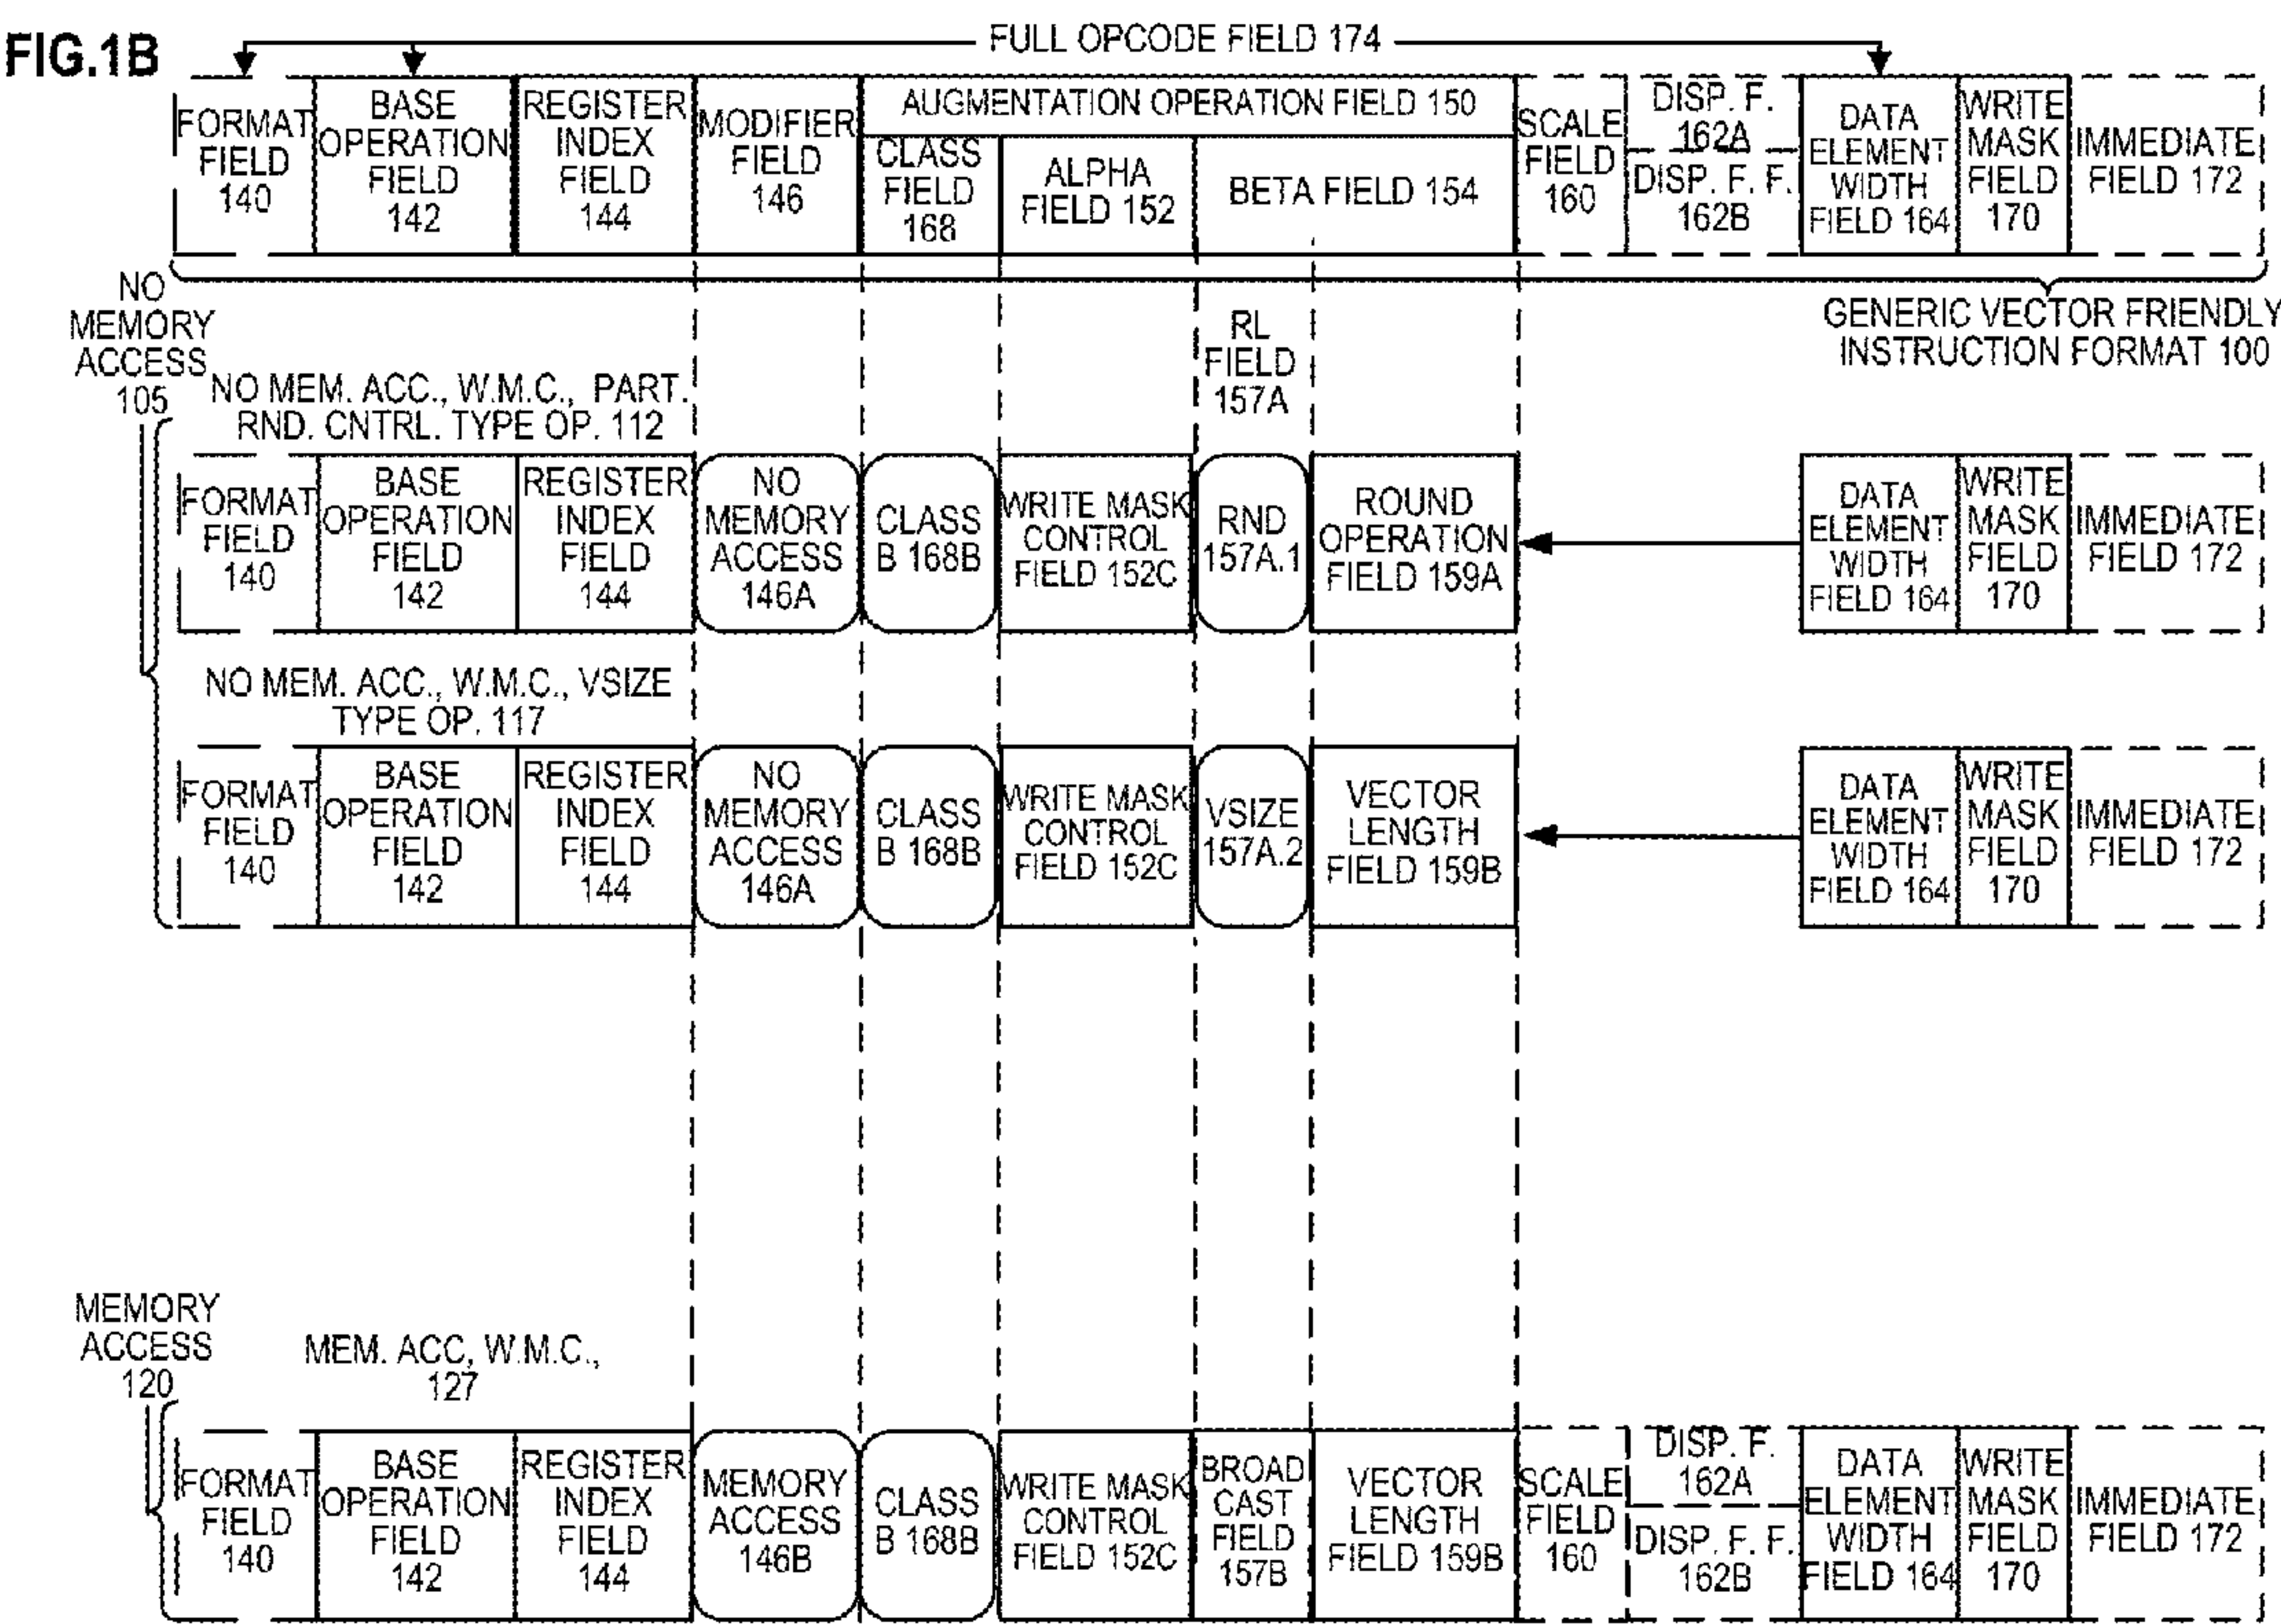 FIG.1B
FULL OPCODE FIELD 174
FORMAT
FIELD
140
BASE
OPERATION
FIELD
142
REGISTER
INDEX
FIELD
144
MODIFIER
FIELD
146
AUGMENTATION OPERATION FIELD 150
CLASS
FIELD
168
ALPHA
FIELD 152
BETA FIELD 154
SCALE
FIELD
160
DISP. F.
162A
DISP. F. F.
162B
DATA
ELEMENT
WIDTH
FIELD 164
WRITE
MASK
FIELD
170
IMMEDIATE
FIELD 172
GENERIC VECTOR FRIENDLY
INSTRUCTION FORMAT 100
NO
MEMORY
ACCESS
105
RL
FIELD
157A
NO MEM. ACC., W.M.C., PART.
RND. CNTRL. TYPE OP. 112
FORMAT
FIELD
140
BASE
OPERATION
FIELD
142
REGISTER
INDEX
FIELD
144
NO
MEMORY
ACCESS
146A
CLASS
B 168B
WRITE MASK
CONTROL
FIELD 152C
RND
157A.1
ROUND
OPERATION
FIELD 159A
DATA
ELEMENT
WIDTH
FIELD 164
WRITE
MASK
FIELD
170
IMMEDIATE
FIELD 172
NO MEM. ACC., W.M.C., VSIZE
TYPE OP. 117
FORMAT
FIELD
140
BASE
OPERATION
FIELD
142
REGISTER
INDEX
FIELD
144
NO
MEMORY
ACCESS
146A
CLASS
B 168B
WRITE MASK
CONTROL
FIELD 152C
VSIZE
157A.2
VECTOR
LENGTH
FIELD 159B
DATA
ELEMENT
WIDTH
FIELD 164
WRITE
MASK
FIELD
170
IMMEDIATE
FIELD 172
MEMORY
ACCESS
120
MEM. ACC, W.M.C.,
127
FORMAT
FIELD
140
BASE
OPERATION
FIELD
142
REGISTER
INDEX
FIELD
144
MEMORY
ACCESS
146B
CLASS
B 168B
WRITE MASK
CONTROL
FIELD 152C
BROAD
CAST
FIELD
157B
VECTOR
LENGTH
FIELD 159B
SCALE
FIELD
160
DISP. F.
162A
DISP. F. F.
162B
DATA
ELEMENT
WIDTH
FIELD 164
WRITE
MASK
FIELD
170
IMMEDIATE
FIELD 172